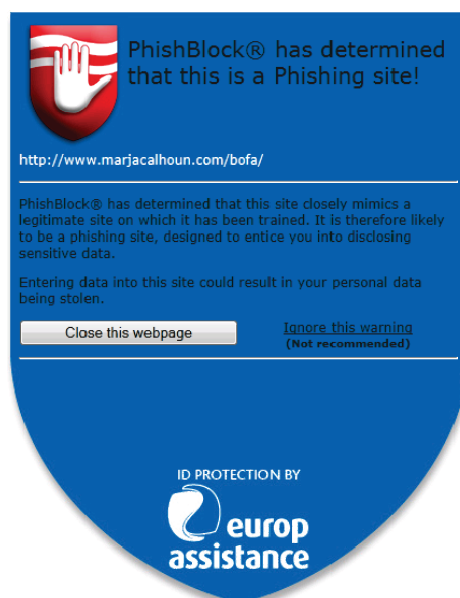 PhishBlock® has determined
that this is a Phishing site!
http://www.marjacalhoun.com/bofa/
PhishBlock® has determined that this site closely mimics a
legitimate site on which it has been trained. It is therefore likely
to be a phishing site, designed to entice you into disclosing
sensitive data.
Entering data into this site could result in your personal data
being stolen.
Close this webpage
Ignore this warning
(Not recommended)
ID PROTECTION BY
europ
assistance